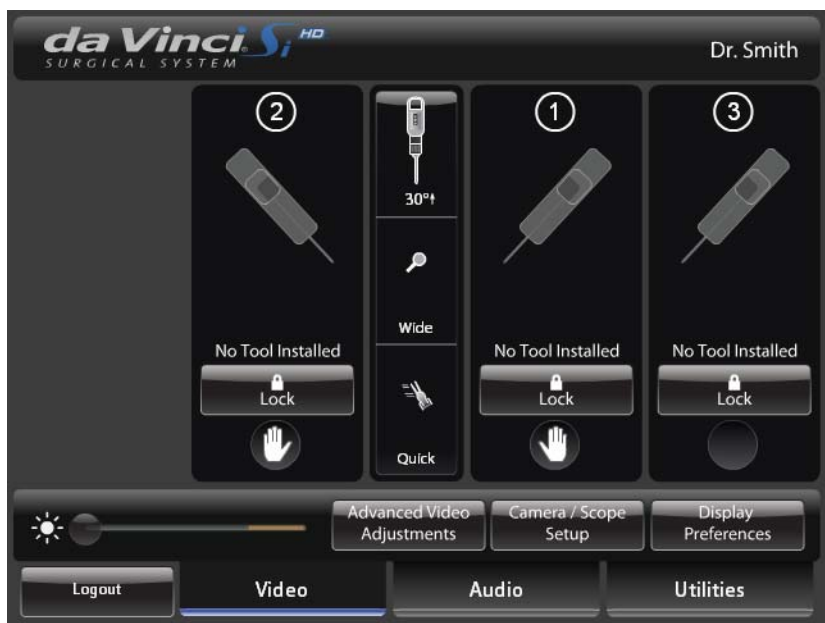 da Vinci® Si HD
SURGICAL SYSTEM
Dr. Smith
2
30°
Wide
Quick
1
3
No Tool Installed
Lock
No Tool Installed
Lock
No Tool Installed
Lock
Advanced Video
Adjustments
Camera / Scope
Setup
Display
Preferences
Logout
Video
Audio
Utilities